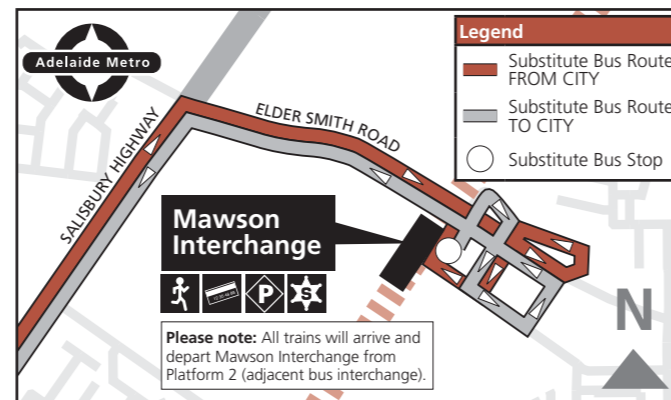 Adelaide Metro
Legend
Substitute Bus Route
FROM CITY
Substitute Bus Route
TO CITY
Substitute Bus Stop
ELDER SMITH ROAD
SALISBURY HIGHWAY
Mawson
Interchange
P
S
Please note: All trains will arrive and
depart Mawson Interchange from
Platform 2 (adjacent bus interchange).
N